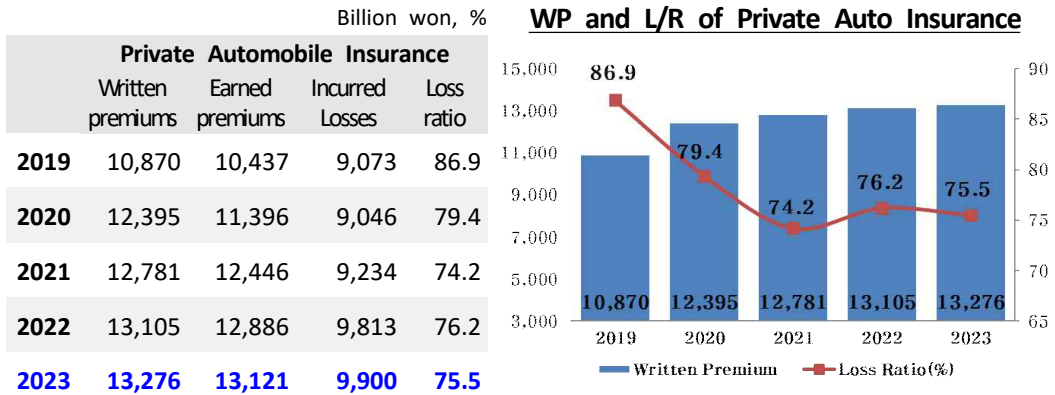 Billion won, %
Private Automobile Insurance
Written premiums Earned premiums Incurred Losses Loss ratio
2019 10,870 10,437 9,073 86.9
2020 12,395 11,396 9,046 79.4
2021 12,781 12,446 9,234 74.2
2022 13,105 12,886 9,813 76.2
2023 13,276 13,121 9,900 75.5
WP and L/R of Private Auto Insurance
15,000
13,000
11,000
9,000
7,000
5,000
3,000
86.9
79.4
74.2
76.2
75.5
10,870 12,395 12,781 13,105 13,276
90
85
80
75
70
65
2019 2020 2021 2022 2023
Written Premium Loss Ratio(%)